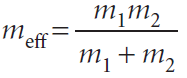 m_eff = m_1 m_2 / (m_1 + m_2)